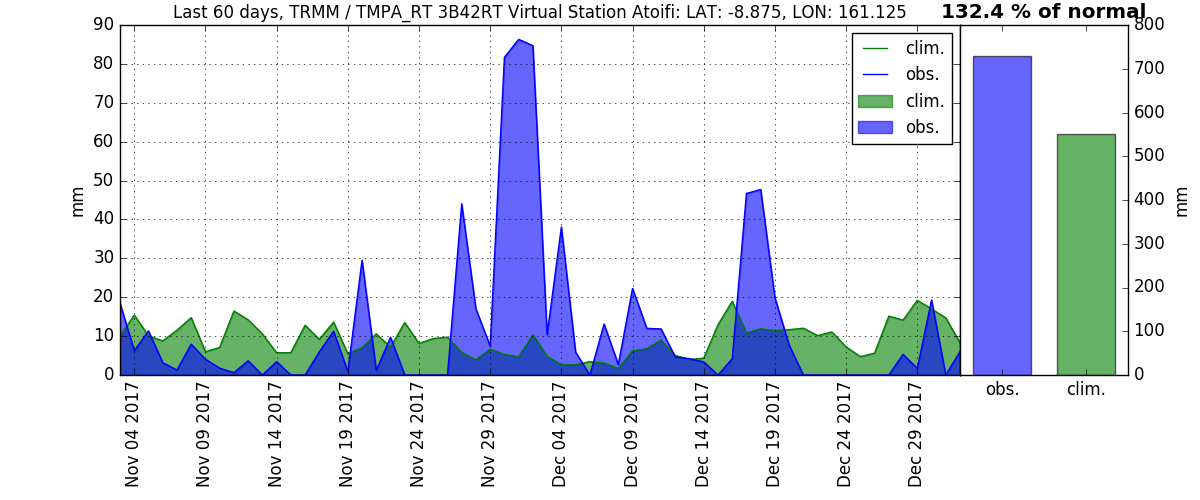 Last 60 days, TRMM / TMPA_RT 3B42RT Virtual Station Atoifi: LAT: -8.875, LON: 161.125
132.4 % of normal
90
80
70
60
50
40
30
20
10
0
mm
clim.
obs.
clim.
obs.
800
700
600
500
400
300
200
100
0
mm
Nov 04 2017
Nov 09 2017
Nov 14 2017
Nov 19 2017
Nov 24 2017
Nov 29 2017
Dec 04 2017
Dec 09 2017
Dec 14 2017
Dec 19 2017
Dec 24 2017
Dec 29 2017
obs.
clim.